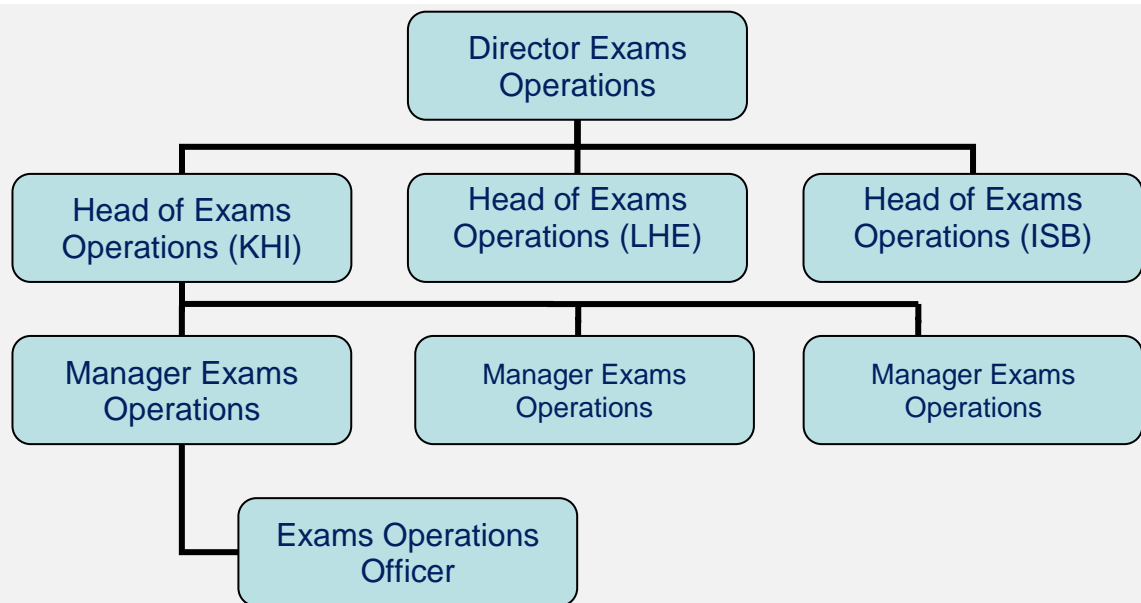 Director Exams
Operations
Head of Exams
Operations (KHI)
Head of Exams
Operations (LHE)
Head of Exams
Operations (ISB)
Manager Exams
Operations
Manager Exams
Operations
Manager Exams
Operations
Exams Operations
Officer